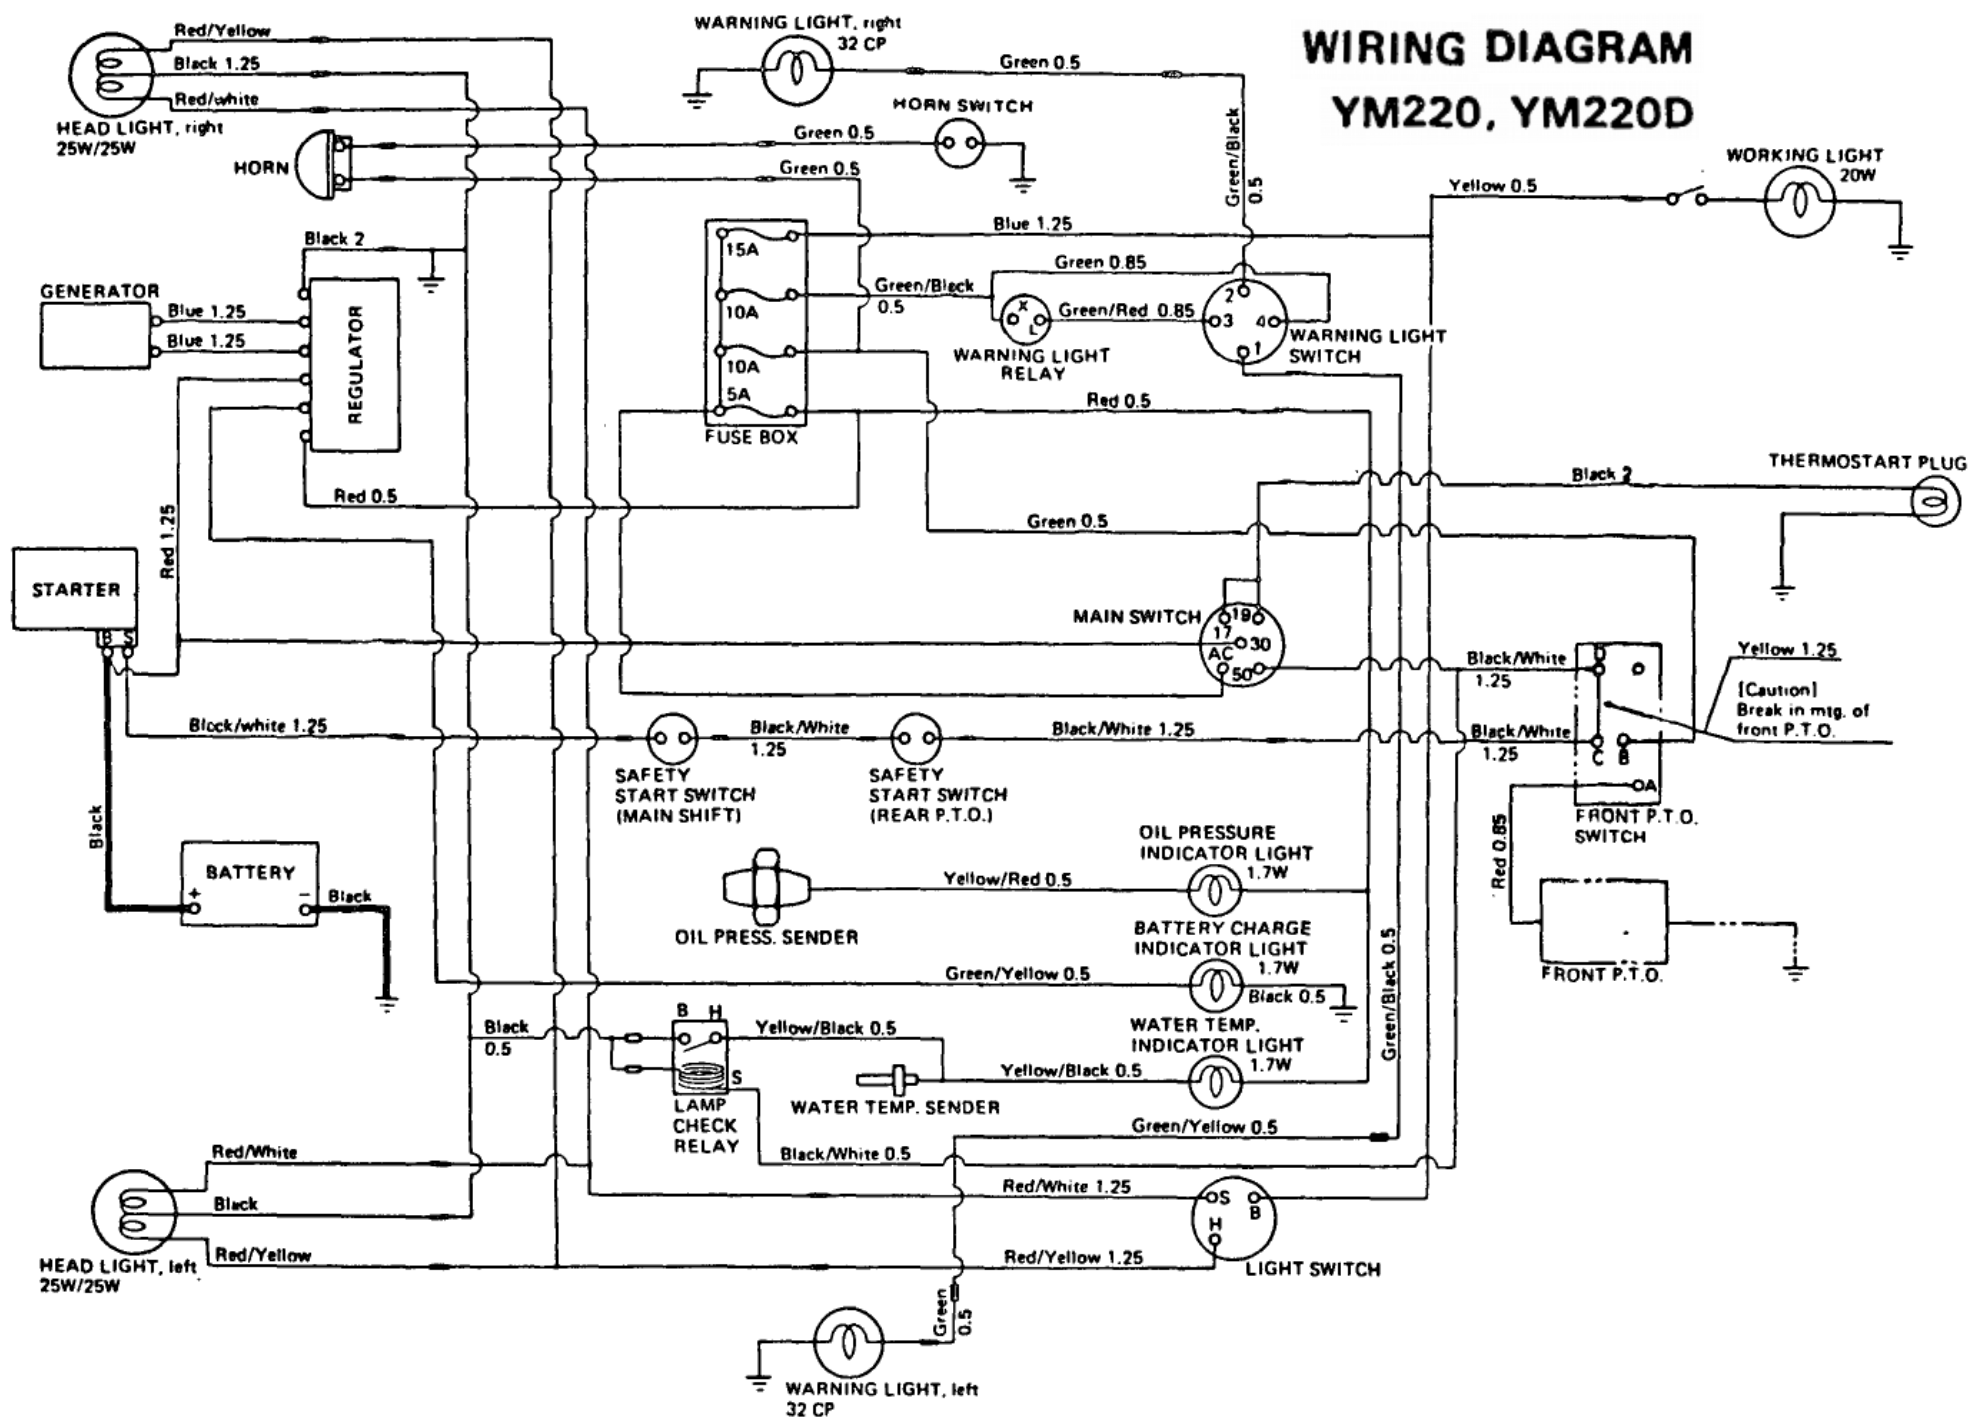 WIRING DIAGRAM
YM220, YM220D
Red/Yellow
Black 1.25
Red/white
HEAD LIGHT, right
25W/25W
WARNING LIGHT, right
32 CP
Green 0.5
HORN SWITCH
Green 0.5
HORN
Green 0.5
Green/Black
0.5
WORKING LIGHT
20W
Yellow 0.5
Black 2
15A
Blue 1.25
GENERATOR
Blue 1.25
Blue 1.25
REGULATOR
10A
Green/Black
0.5
Green 0.85
X
L
Green/Red 0.85
2
3
4
1
WARNING LIGHT
RELAY
WARNING LIGHT
SWITCH
10A
5A
FUSE BOX
Red 0.5
Red 0.5
Red 1.25
THERMOSTART PLUG
Black 2
Green 0.5
STARTER
B S
MAIN SWITCH
19
17
30
AC
50
Black/White
1.25
D
Yellow 1.25
[Caution]
Break in mtg. of
front P.T.O.
Block/white 1.25
Black/White
1.25
Black/White 1.25
Black/White
1.25
C B
A
SAFETY
START SWITCH
(MAIN SHIFT)
SAFETY
START SWITCH
(REAR P.T.O.)
FRONT P.T.O.
SWITCH
Red 0.85
Black
BATTERY
+ −
Black
OIL PRESSURE
INDICATOR LIGHT
1.7W
Yellow/Red 0.5
OIL PRESS. SENDER
BATTERY CHARGE
INDICATOR LIGHT
1.7W
Green/Yellow 0.5
Black 0.5
Green/Black 0.5
FRONT P.T.O.
B H
Black
0.5
Yellow/Black 0.5
WATER TEMP.
INDICATOR LIGHT
1.7W
S
Yellow/Black 0.5
LAMP
CHECK
RELAY
WATER TEMP. SENDER
Green/Yellow 0.5
Black/White 0.5
Red/White
Red/White 1.25
S
B
H
Black
Red/Yellow
Red/Yellow 1.25
LIGHT SWITCH
HEAD LIGHT, left
25W/25W
Green
0.5
WARNING LIGHT, left
32 CP